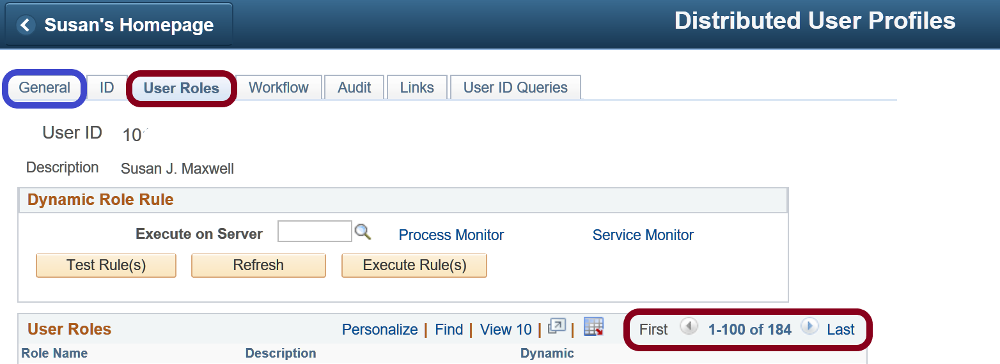 Susan's Homepage
Distributed User Profiles
General ID User Roles Workflow Audit Links User ID Queries
User ID 10
Description Susan J. Maxwell
Dynamic Role Rule
Execute on Server Process Monitor Service Monitor
Test Rule(s) Refresh Execute Rule(s)
User Roles Personalize | Find | View 10 | | First 1-100 of 184 Last
Role Name Description Dynamic